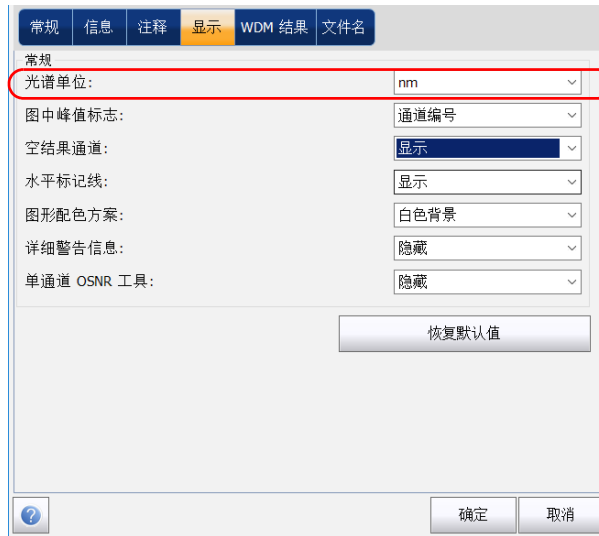 常规 信息 注释 显示 WDM 结果 文件名
常规
光谱单位: nm
图中峰值标志: 通道编号
空结果通道: 显示
水平标记线: 显示
图形配色方案: 白色背景
详细警告信息: 隐藏
单通道 OSNR 工具: 隐藏
恢复默认值
? 确定 取消